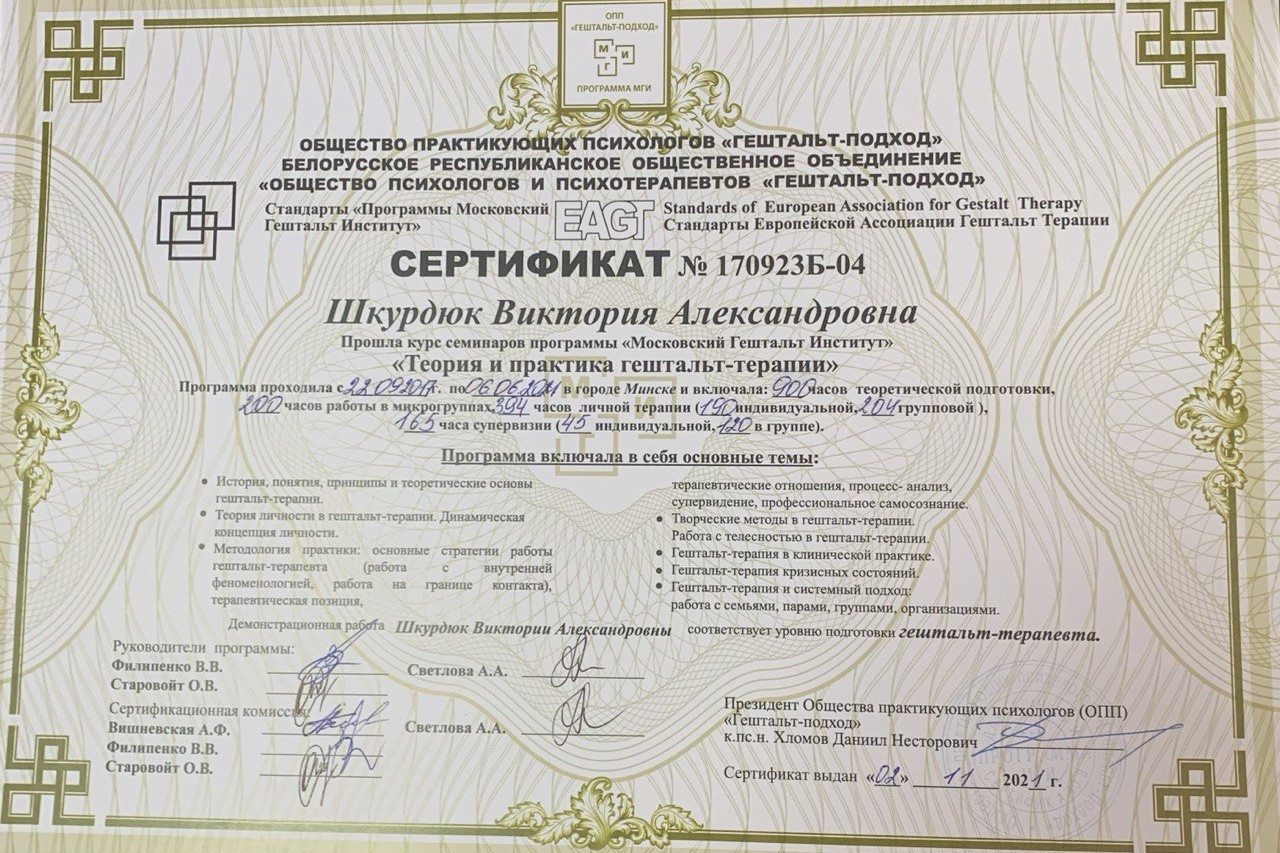 ОПП
«ГЕШТАЛЬТ-ПОДХОД»
М
И
Г
ПРОГРАММА МГИ
ОБЩЕСТВО ПРАКТИКУЮЩИХ ПСИХОЛОГОВ «ГЕШТАЛЬТ-ПОДХОД»
БЕЛОРУССКОЕ РЕСПУБЛИКАНСКОЕ ОБЩЕСТВЕННОЕ ОБЪЕДИНЕНИЕ
«ОБЩЕСТВО ПСИХОЛОГОВ И ПСИХОТЕРАПЕВТОВ «ГЕШТАЛЬТ-ПОДХОД»
Стандарты «Программы Московский
Гештальт Институт»
EAGT
Standards of European Association for Gestalt Therapy
Стандарты Европейской Ассоциации Гештальт Терапии
СЕРТИФИКАТ № 170923Б-04
Шкурдюк Виктория Александровна
Прошла курс семинаров программы «Московский Гештальт Институт»
«Теория и практика гештальт-терапии»
Программа проходила с 22.09.2017г. по 06.06.2021 в городе Минске и включала: 900 часов теоретической подготовки,
200 часов работы в микрогруппах, 394 часов личной терапии (190 индивидуальной, 204 групповой ),
165 часа супервизии (45 индивидуальной, 120 в группе).
Программа включала в себя основные темы:
• История, понятия, принципы и теоретические основы
гештальт-терапии.
• Теория личности в гештальт-терапии. Динамическая
концепция личности.
• Методология практики: основные стратегии работы
гештальт-терапевта (работа с внутренней
феноменологией, работа на границе контакта),
терапевтическая позиция,
терапевтические отношения, процесс- анализ,
супервидение, профессиональное самосознание.
• Творческие методы в гештальт-терапии.
Работа с телесностью в гештальт-терапии.
• Гештальт-терапия в клинической практике.
• Гештальт-терапия кризисных состояний.
• Гештальт-терапия и системный подход:
работа с семьями, парами, группами, организациями.
Демонстрационная работа Шкурдюк Виктории Александровны соответствует уровню подготовки гештальт-терапевта.
Руководители программы:
Филипенко В.В.
Старовойт О.В.
Светлова А.А.
Сертификационная комиссия
Вишневская А.Ф.
Филипенко В.В.
Старовойт О.В.
Светлова А.А.
Президент Общества практикующих психологов (ОПП)
«Гештальт-подход»
к.пс.н. Хломов Даниил Несторович
Сертификат выдан «02» 11 2021 г.